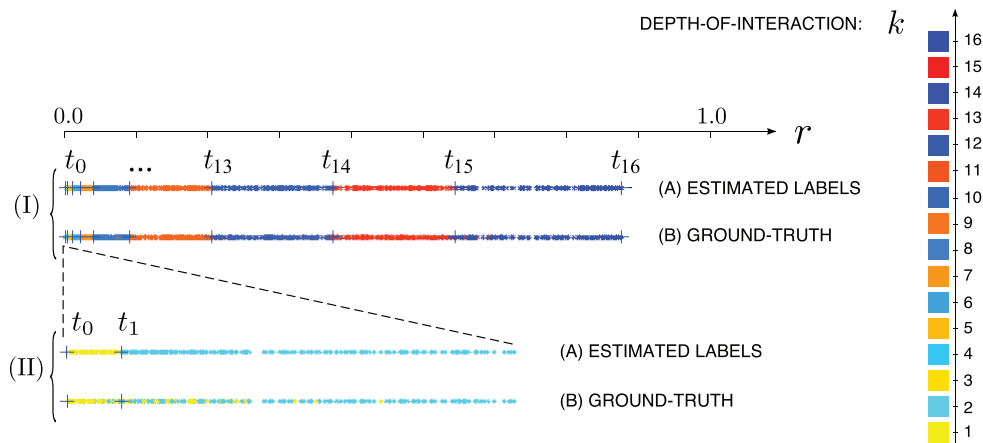 DEPTH-OF-INTERACTION: k
0.0 1.0
r
t0 ... t13 t14 t15 t16
(I)
(A) ESTIMATED LABELS
(B) GROUND-TRUTH
t0 t1
(II)
(A) ESTIMATED LABELS
(B) GROUND-TRUTH
16
15
14
13
12
11
10
9
8
7
6
5
4
3
2
1